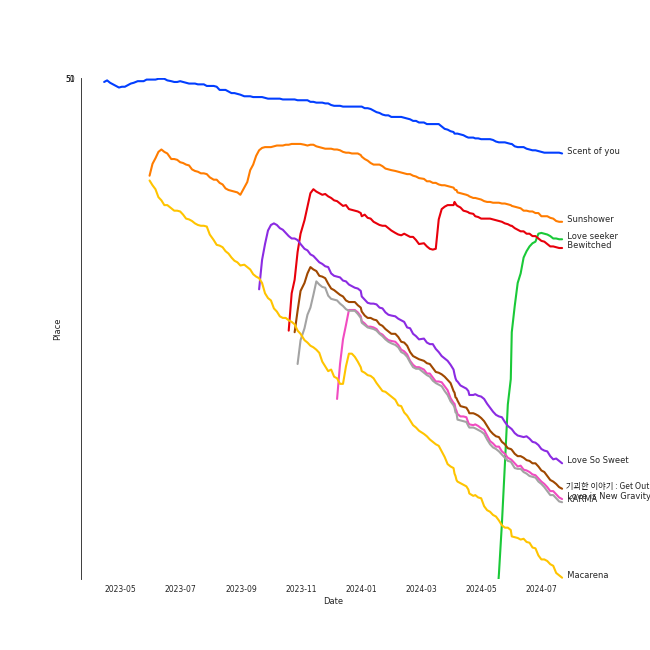 Scent of you
Sunshower
Love seeker
Bewitched
Place
Love So Sweet
기괴한 이야기 : Get Out
Love is New Gravity
KARMA
Macarena
2023-05 2023-07 2023-09 2023-11 2024-01 2024-03 2024-05 2024-07
Date